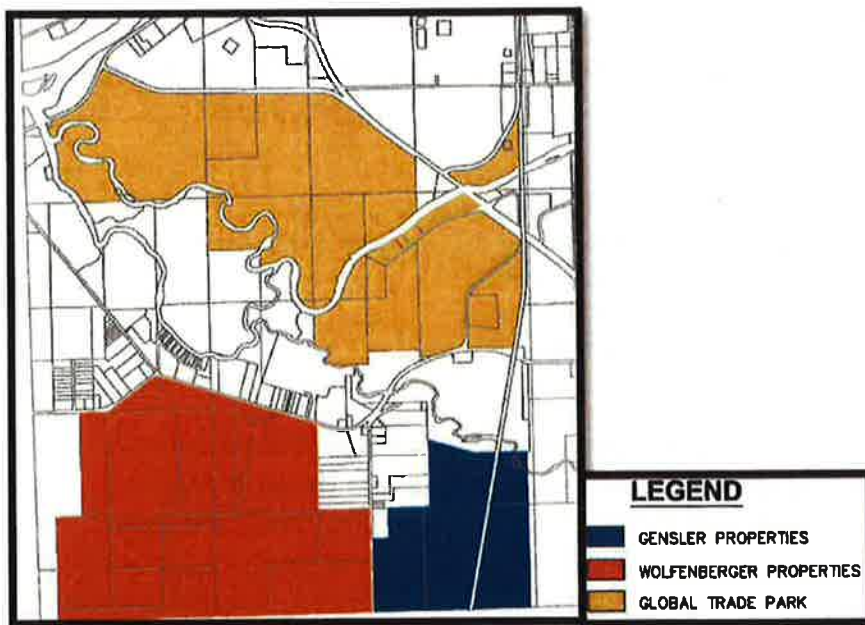 LEGEND
GENSLER PROPERTIES
WOLFENBERGER PROPERTIES
GLOBAL TRADE PARK